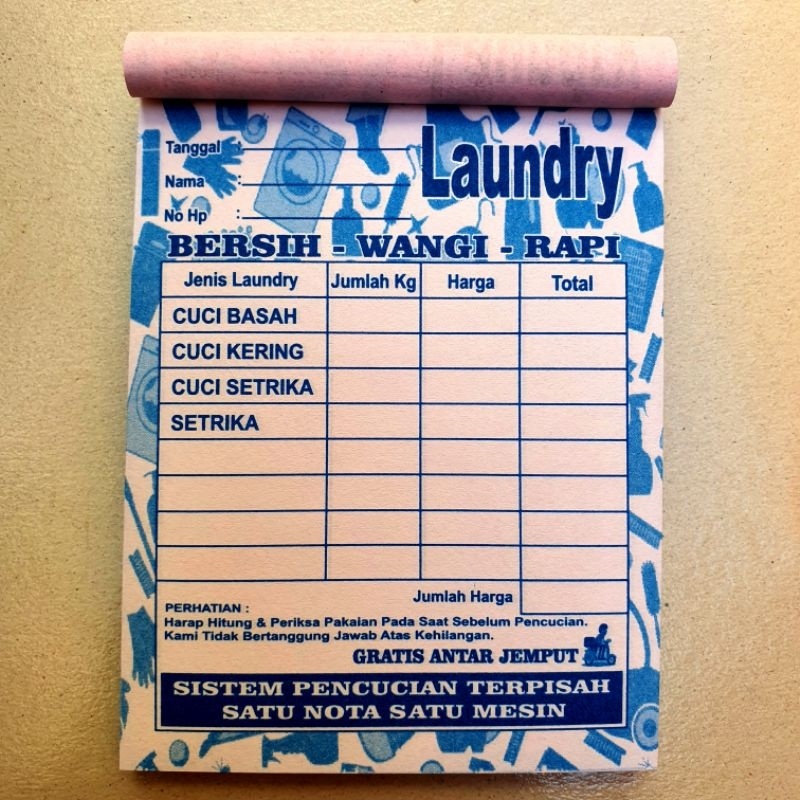 Laundry
Tanggal :
Nama :
No Hp :
BERSIH - WANGI - RAPI
Jenis Laundry Jumlah Kg Harga Total
CUCI BASAH
CUCI KERING
CUCI SETRIKA
SETRIKA
Jumlah Harga
PERHATIAN :
Harap Hitung & Periksa Pakaian Pada Saat Sebelum Pencucian.
Kami Tidak Bertanggung Jawab Atas Kehilangan.
GRATIS ANTAR JEMPUT
SISTEM PENCUCIAN TERPISAH
SATU NOTA SATU MESIN